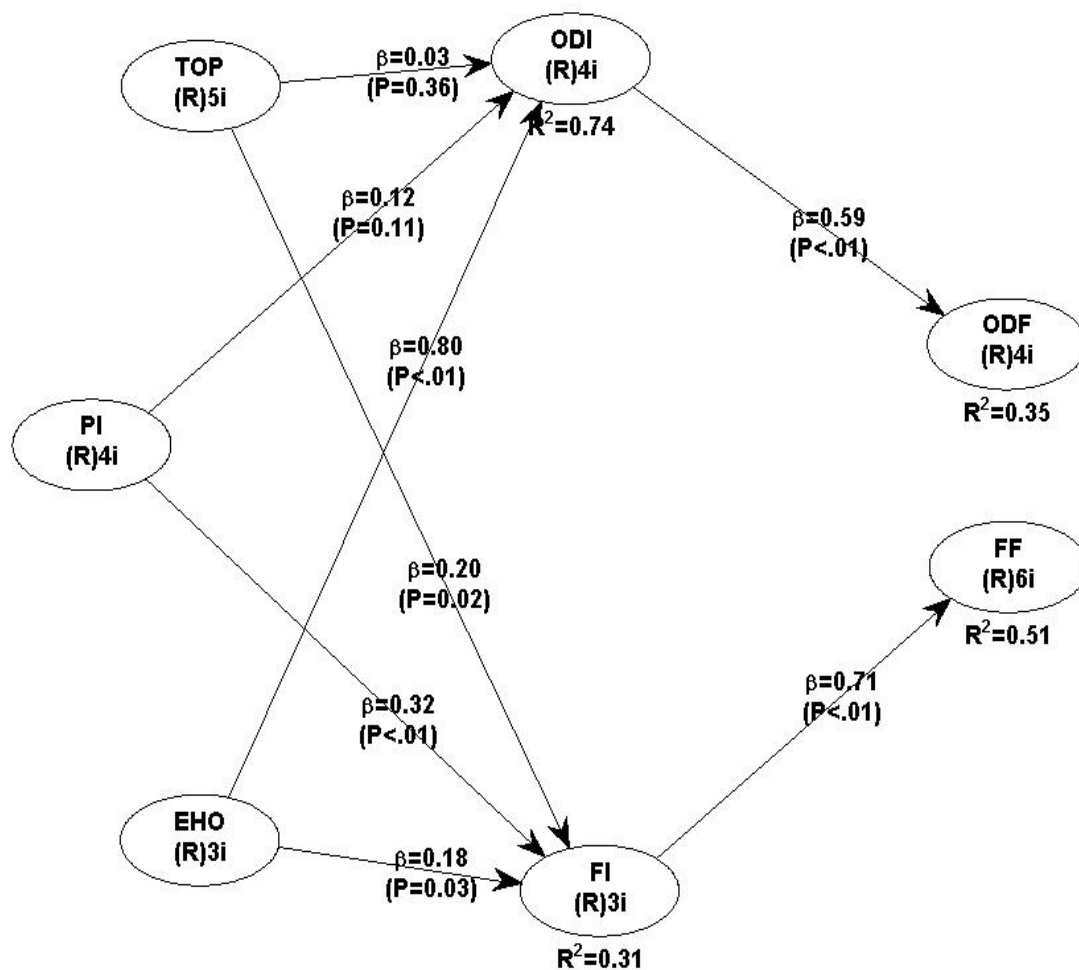 TOP
(R)5i
β=0.03
(P=0.36)
ODI
(R)4i
R²=0.74
β=0.12
(P=0.11)
β=0.59
(P<.01)
ODF
(R)4i
R²=0.35
β=0.80
(P<.01)
PI
(R)4i
FF
(R)6i
R²=0.51
β=0.20
(P=0.02)
β=0.32
(P<.01)
β=0.71
(P<.01)
EHO
(R)3i
β=0.18
(P=0.03)
FI
(R)3i
R²=0.31